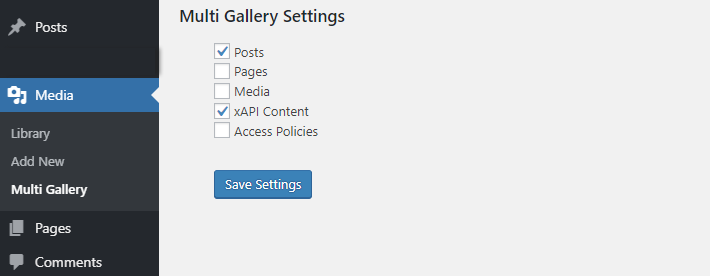 Posts
Media
Library
Add New
Multi Gallery
Pages
Comments
Multi Gallery Settings
Posts
Pages
Media
xAPI Content
Access Policies
Save Settings